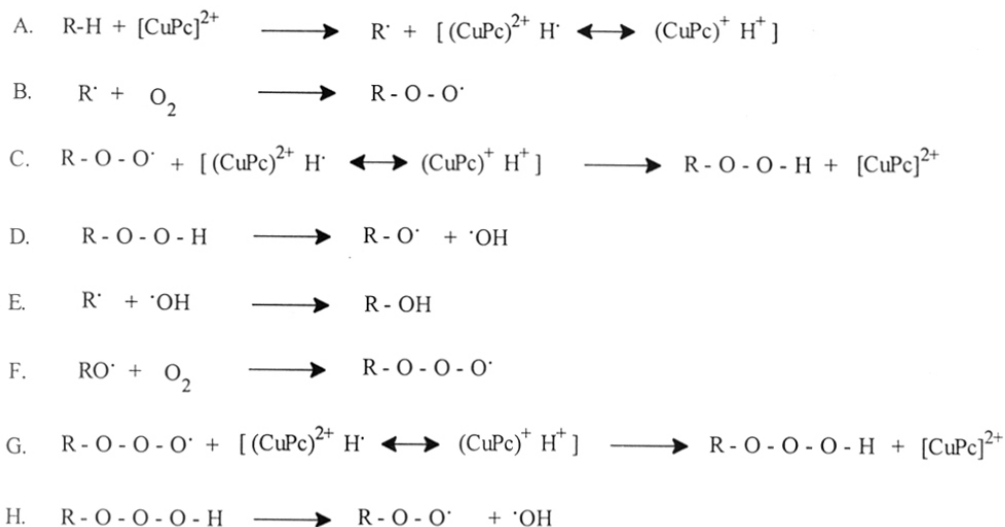 A. R-H + [CuPc]²⁺ ⟶ R˙ + [ (CuPc)²⁺ H˙ ⟷ (CuPc)⁺ H⁺ ]
B. R˙ + O₂ ⟶ R - O - O˙
C. R - O - O˙ + [ (CuPc)²⁺ H˙ ⟷ (CuPc)⁺ H⁺ ] ⟶ R - O - O - H + [CuPc]²⁺
D. R - O - O - H ⟶ R - O˙ + ˙OH
E. R˙ + ˙OH ⟶ R - OH
F. RO˙ + O₂ ⟶ R - O - O - O˙
G. R - O - O - O˙ + [ (CuPc)²⁺ H˙ ⟷ (CuPc)⁺ H⁺ ] ⟶ R - O - O - O - H + [CuPc]²⁺
H. R - O - O - O - H ⟶ R - O - O˙ + ˙OH